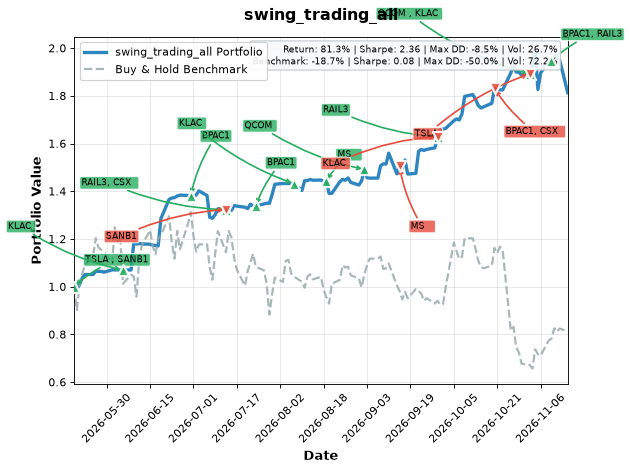 swing_trading_all
QCOM , KLAC
BPAC1, RAIL3
swing_trading_all Portfolio
Buy & Hold Benchmark
Return: 81.3% | Sharpe: 2.36 | Max DD: -8.5% | Vol: 26.7%
Benchmark: -18.7% | Sharpe: 0.08 | Max DD: -50.0% | Vol: 72.2%
Portfolio Value
2.0
1.8
1.6
1.4
1.2
1.0
0.8
0.6
RAIL3
KLAC
BPAC1
QCOM
TSL
BPAC1, CSX
MS
KLAC
BPAC1
RAIL3, CSX
KLAC
SANB1
MS
TSLA , SANB1
2026-05-30
2026-06-15
2026-07-01
2026-07-17
2026-08-02
2026-08-18
2026-09-03
2026-09-19
2026-10-05
2026-10-21
2026-11-06
Date